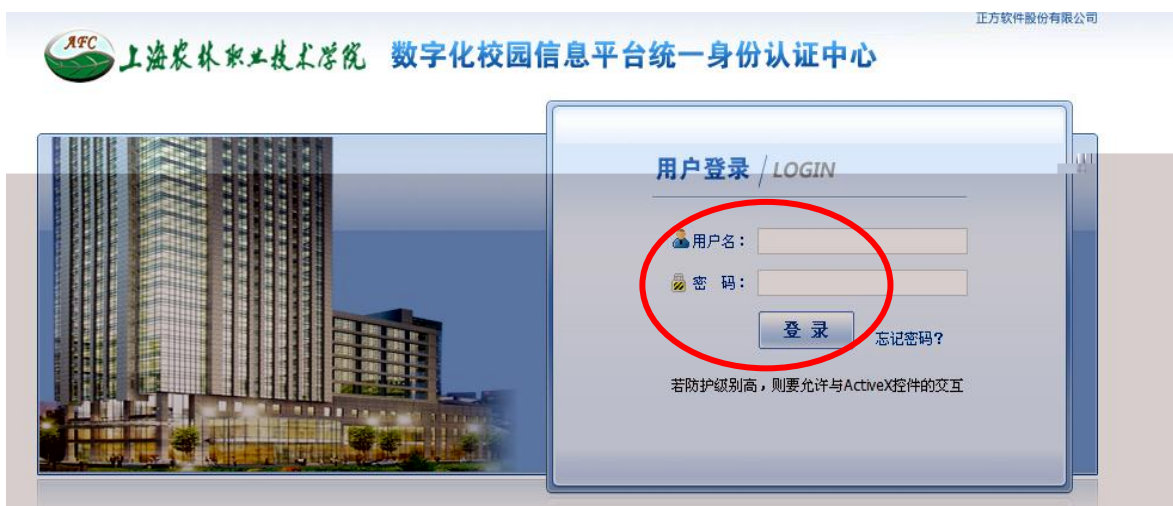 正方软件股份有限公司
AFC 上海农林职业技术学院 数字化校园信息平台统一身份认证中心
用户登录 / LOGIN
用户名：
密 码：
登 录 忘记密码?
若防护级别高，则要允许与ActiveX控件的交互